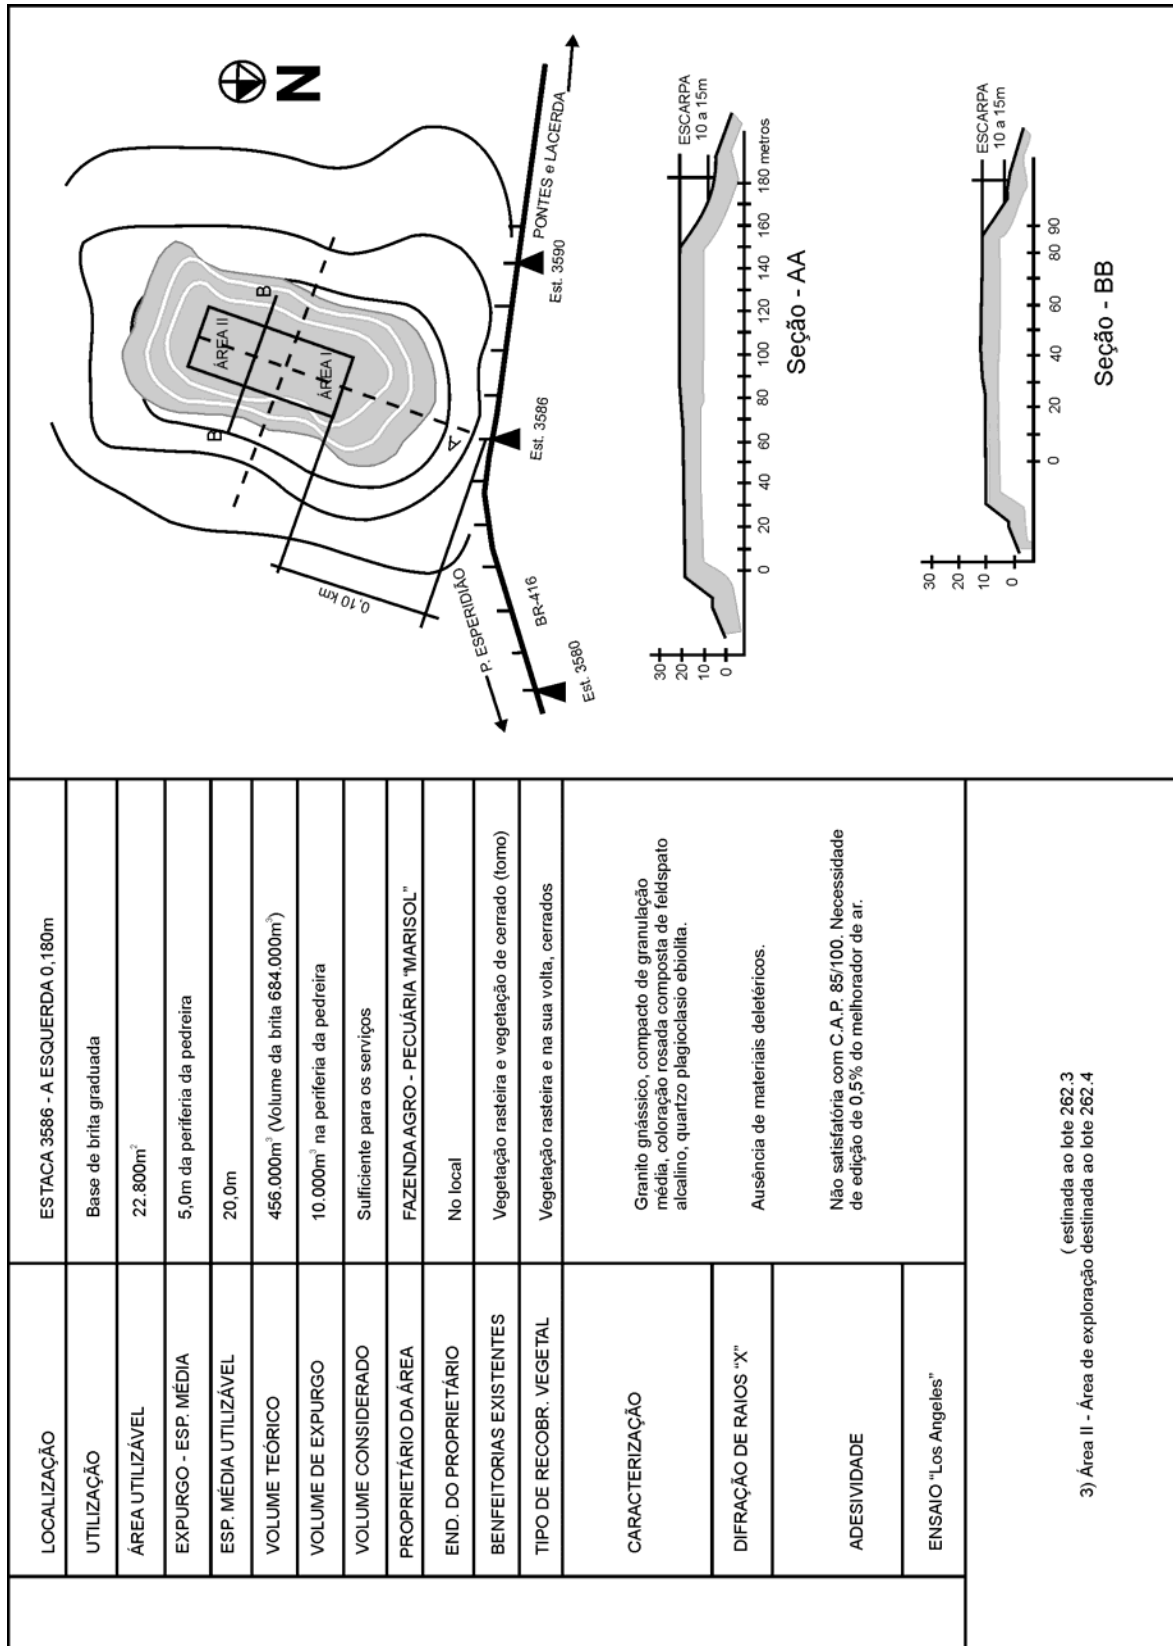 LOCALIZAÇÃO
ESTACA 3586 - A ESQUERDA 0,180m
UTILIZAÇÃO
Base de brita graduada
ÁREA UTILIZÁVEL
22.800m²
EXPURGO - ESP. MÉDIA
5,0m da periferia da pedreira
ESP. MÉDIA UTILIZÁVEL
20,0m
VOLUME TEÓRICO
456.000m³ (Volume da brita 684.000m³)
VOLUME DE EXPURGO
10.000m³ na periferia da pedreira
VOLUME CONSIDERADO
Sulficiente para os serviços
PROPRIETÁRIO DA ÁREA
FAZENDA AGRO - PECUÁRIA "MARISOL"
END. DO PROPRIETÁRIO
No local
BENFEITORIAS EXISTENTES
Vegetação rasteira e vegetação de cerrado (tomo)
TIPO DE RECOBR. VEGETAL
Vegetação rasteira e na sua volta, cerrados
CARACTERIZAÇÃO
Granito gnássico, compacto de granulação
média, coloração rosada composta de feldspato
alcalino, quartzo plagioclasio ebiolita.
DIFRAÇÃO DE RAIOS "X"
Ausência de materiais deletéricos.
ADESIVIDADE
Não satisfatória com C.A.P. 85/100. Necessidade
de edição de 0,5% do melhorador de ar.
ENSAIO "Los Angeles"
( estinada ao lote 262.3
3) Área II - Área de exploração destinada ao lote 262.4
N
ÁREA II
ÁREA I
B
B
A
0,10 km
P. ESPERIDIÃO
BR-416
PONTES e LACERDA
Est. 3580
Est. 3586
Est. 3590
ESCARPA
10 a 15m
30
20
10
0
0 20 40 60 80 100 120 140 160 180 metros
Seção - AA
ESCARPA
10 a 15m
30
20
10
0
0 20 40 60 80 90
Seção - BB